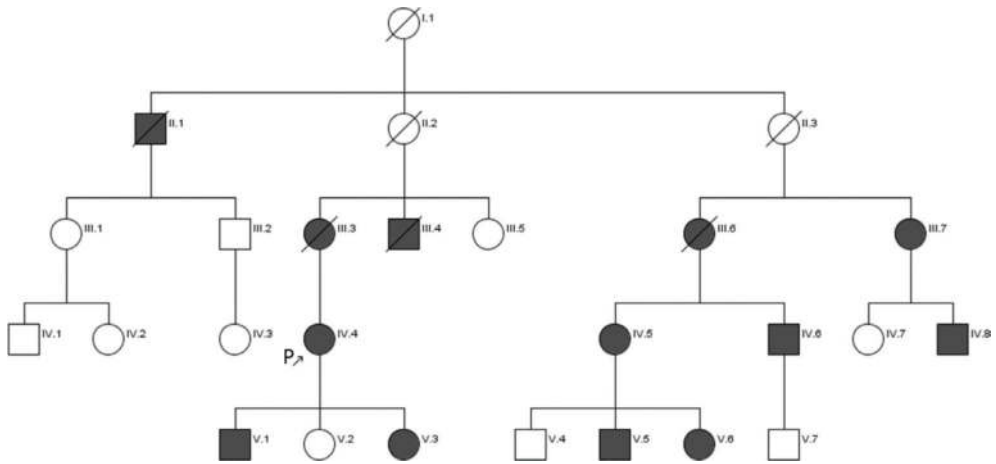 I.1
II.1 II.2 II.3
III.1 III.2 III.3 III.4 III.5 III.6 III.7
IV.1 IV.2 IV.3 IV.4 IV.5 IV.6 IV.7 IV.8
P
V.1 V.2 V.3 V.4 V.5 V.6 V.7